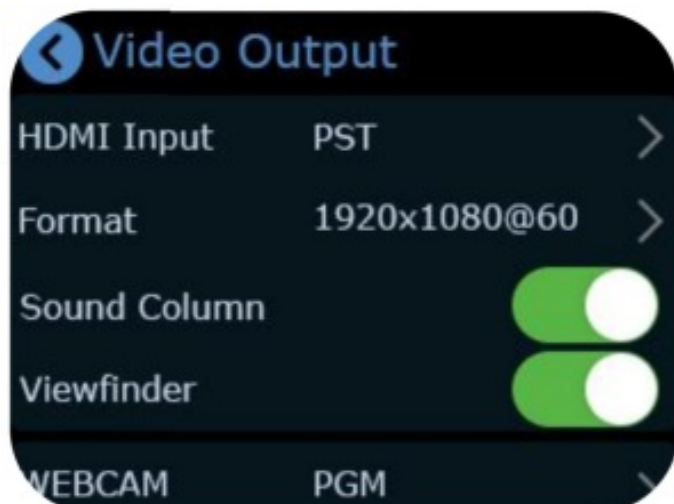 Video Output
HDMI Input PST
Format 1920x1080@60
Sound Column
Viewfinder
WEBCAM PGM